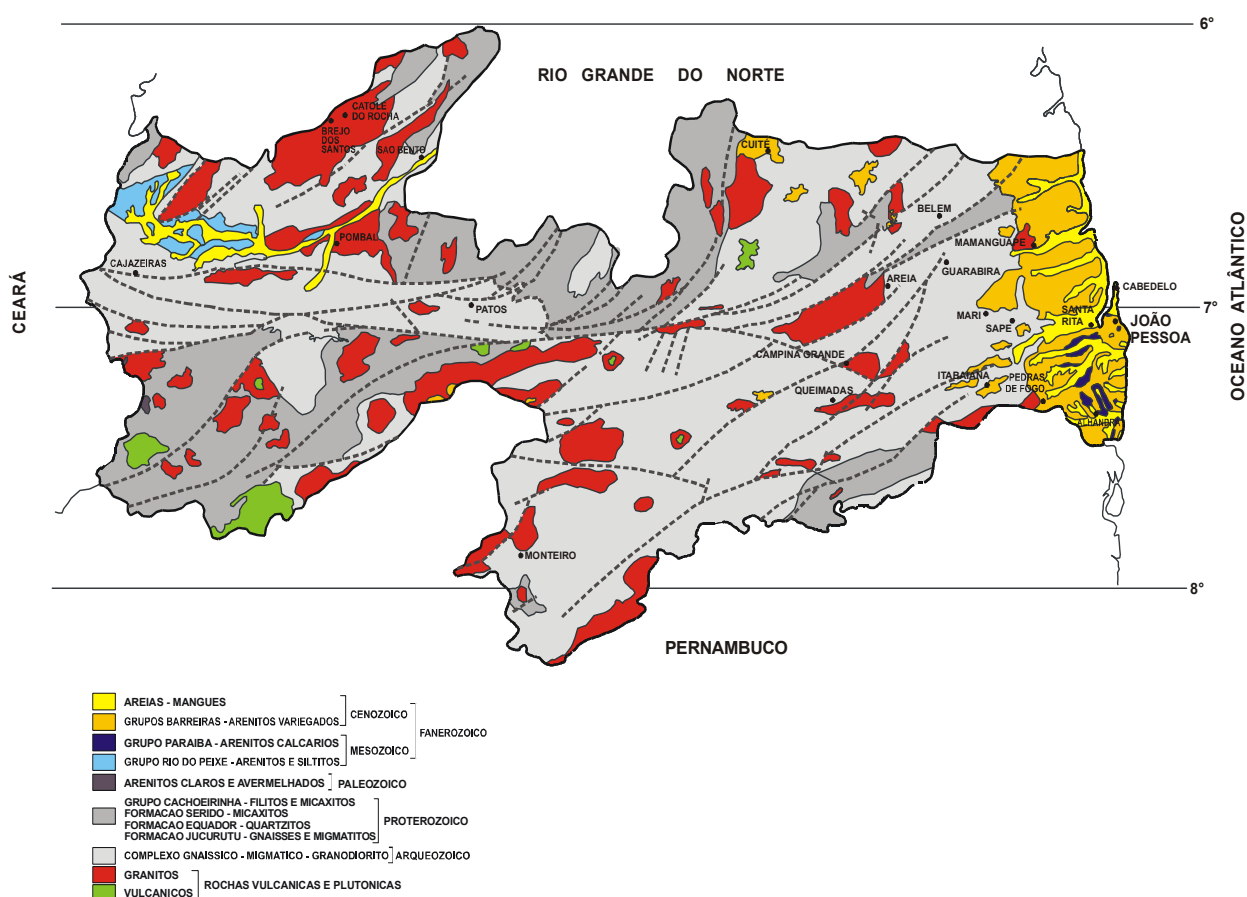 6°
RIO GRANDE DO NORTE
CATOLE
DO ROCHA
BREJO
DOS
SANTOS
SAO BENTO
CUITÉ
BELEM
POMBAL
MAMANGUAPE
CAJAZEIRAS
GUARABIRA
AREIA
CABEDELO
CEARÁ
PATOS
7°
MARI
SANTA
RITA
SAPE
JOÃO
PESSOA
OCEANO ATLÂNTICO
CAMPINA GRANDE
ITABAIANA
PEDRAS
DE FOGO
QUEIMADAS
ALHANDRA
MONTEIRO
8°
PERNAMBUCO
AREIAS - MANGUES
GRUPOS BARREIRAS - ARENITOS VARIEGADOS
CENOZOICO
FANEROZOICO
GRUPO PARAIBA - ARENITOS CALCARIOS
GRUPO RIO DO PEIXE - ARENITOS E SILTITOS
MESOZOICO
ARENITOS CLAROS E AVERMELHADOS
PALEOZOICO
GRUPO CACHOEIRINHA - FILITOS E MICAXITOS
FORMACAO SERIDO - MICAXITOS
FORMACAO EQUADOR - QUARTZITOS
FORMACAO JUCURUTU - GNAISSES E MIGMATITOS
PROTEROZOICO
COMPLEXO GNAISSICO - MIGMATICO - GRANODIORITO
ARQUEOZOICO
GRANITOS
VULCANICOS
ROCHAS VULCANICAS E PLUTONICAS